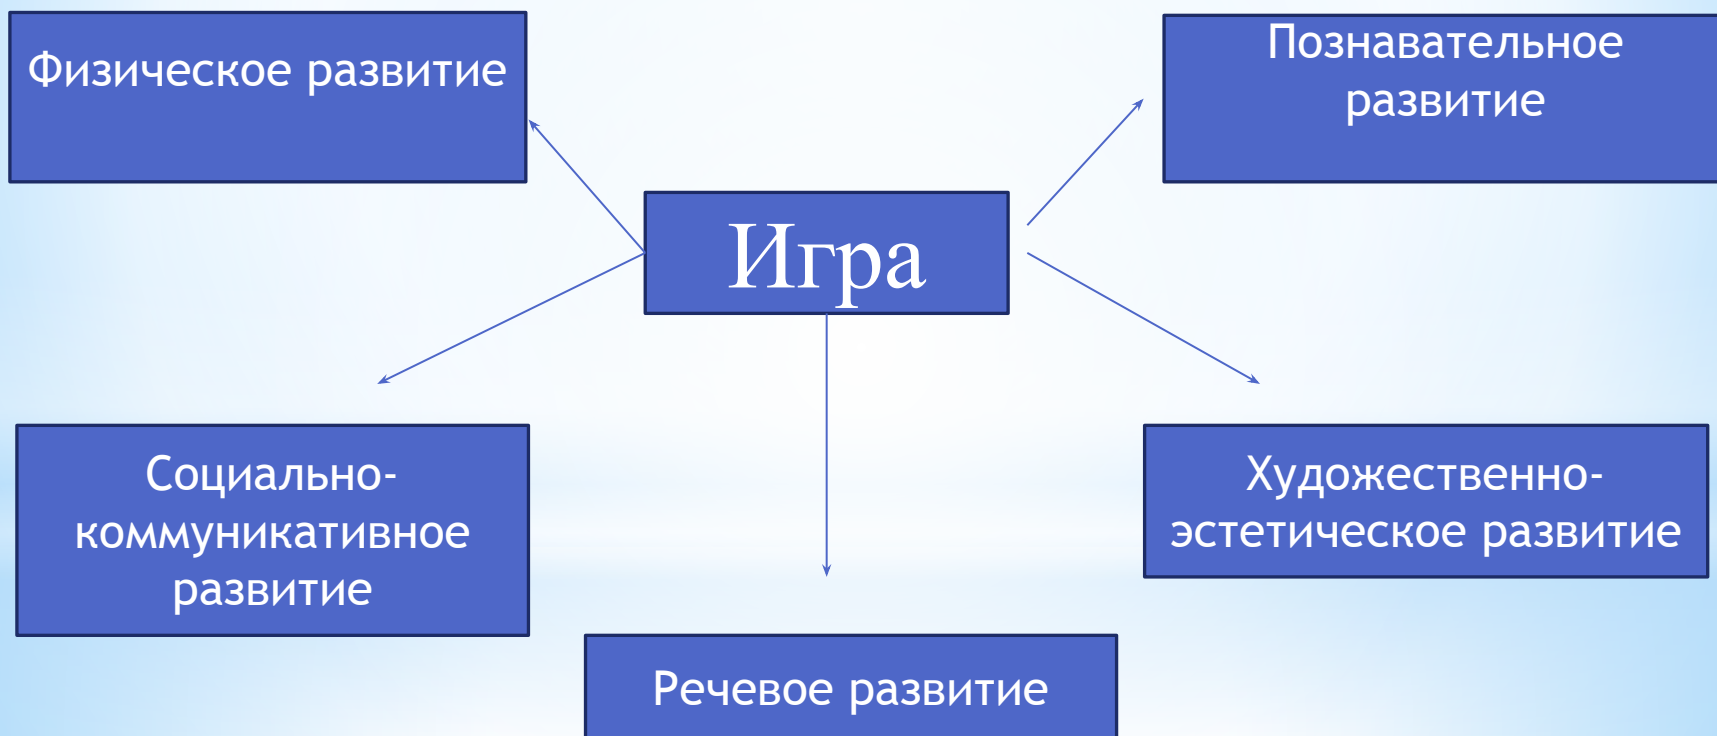 Физическое развитие
Познавательное
развитие
Игра
Социально-
коммуникативное
развитие
Художественно-
эстетическое развитие
Речевое развитие